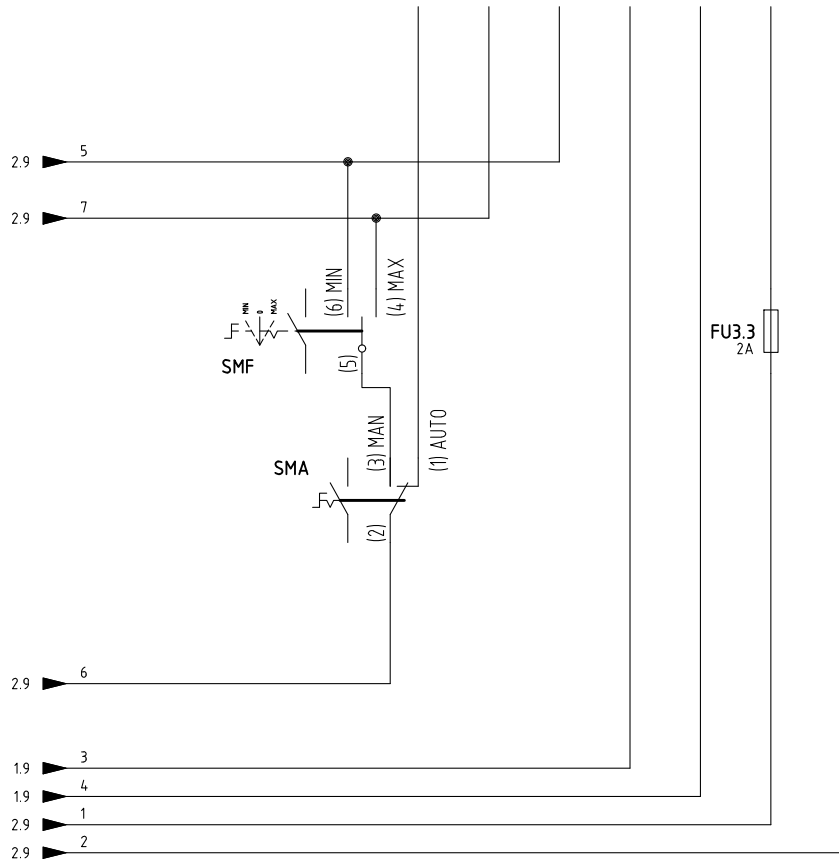 2.9 5
2.9 7
MIN 0 MAX
(6) MIN
(4) MAX
SMF
(5)
FU3.3
2A
(3) MAN
(1) AUTO
SMA
(2)
2.9 6
1.9 3
1.9 4
2.9 1
2.9 2